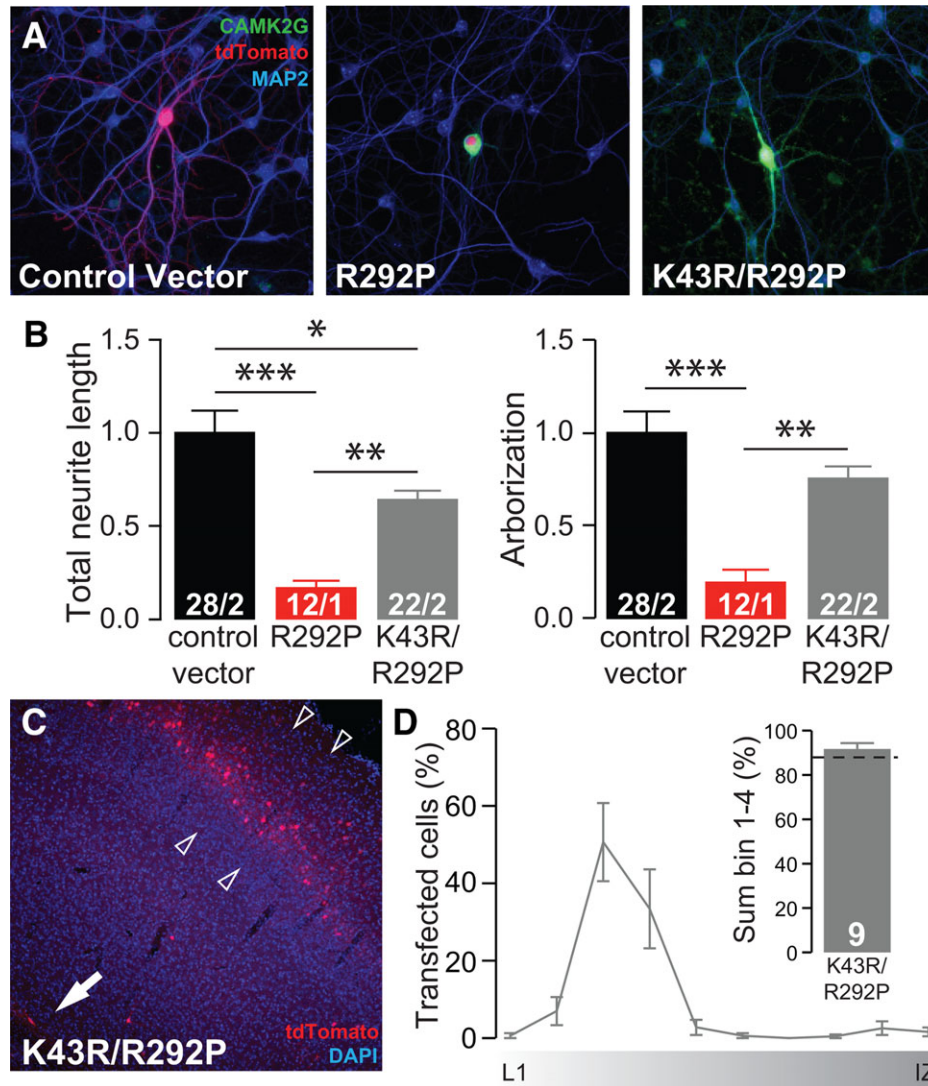 A
CAMK2G
tdTomato
MAP2
Control Vector
R292P
K43R/R292P
B
Total neurite length
1.5
1.0
0.5
0.0
*
***
**
28/2
12/1
22/2
control
vector
R292P
K43R/
R292P
Arborization
1.5
1.0
0.5
0.0
***
**
28/2
12/1
22/2
control
vector
R292P
K43R/
R292P
C
tdTomato
DAPI
K43R/R292P
D
Transfected cells (%)
80
60
40
20
0
L1
IZ
Sum bin 1-4 (%)
100
80
60
40
20
0
9
K43R/
R292P